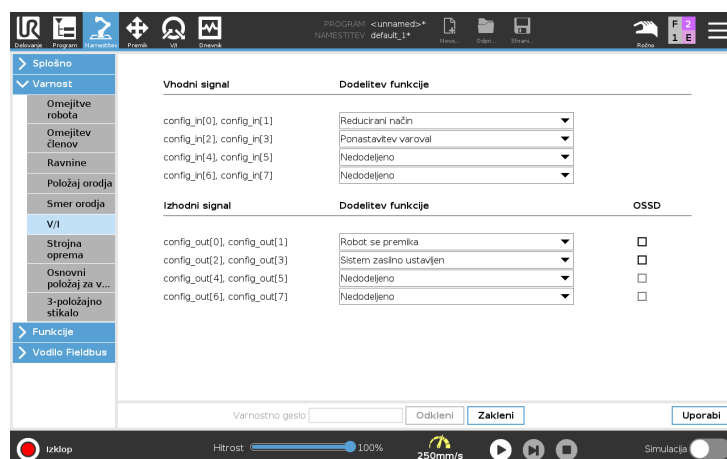 UR
PROGRAM <unnamed>*
NAMESTITEV default_1*
Delovanje Program Namestitev Premik V/I Dnevnik Novo... Odpri... Shrani... Ročno
F 2
1 E
Splošno
Varnost
Omejitve
robota
Omejitev
členov
Ravnine
Položaj orodja
Smer orodja
V/I
Strojna
oprema
Osnovni
položaj za v...
3-položajno
stikalo
Funkcije
Vodilo Fieldbus
Vhodni signal Dodelitev funkcije
config_in[0], config_in[1] Reducirani način
config_in[2], config_in[3] Ponastavitev varoval
config_in[4], config_in[5] Nedodeljeno
config_in[6], config_in[7] Nedodeljeno
Izhodni signal Dodelitev funkcije OSSD
config_out[0], config_out[1] Robot se premika
config_out[2], config_out[3] Sistem zasilno ustavljen
config_out[4], config_out[5] Nedodeljeno
config_out[6], config_out[7] Nedodeljeno
Varnostno geslo Odkleni Zakleni Uporabi
Izklop Hitrost 100% 250mm/s Simulacija